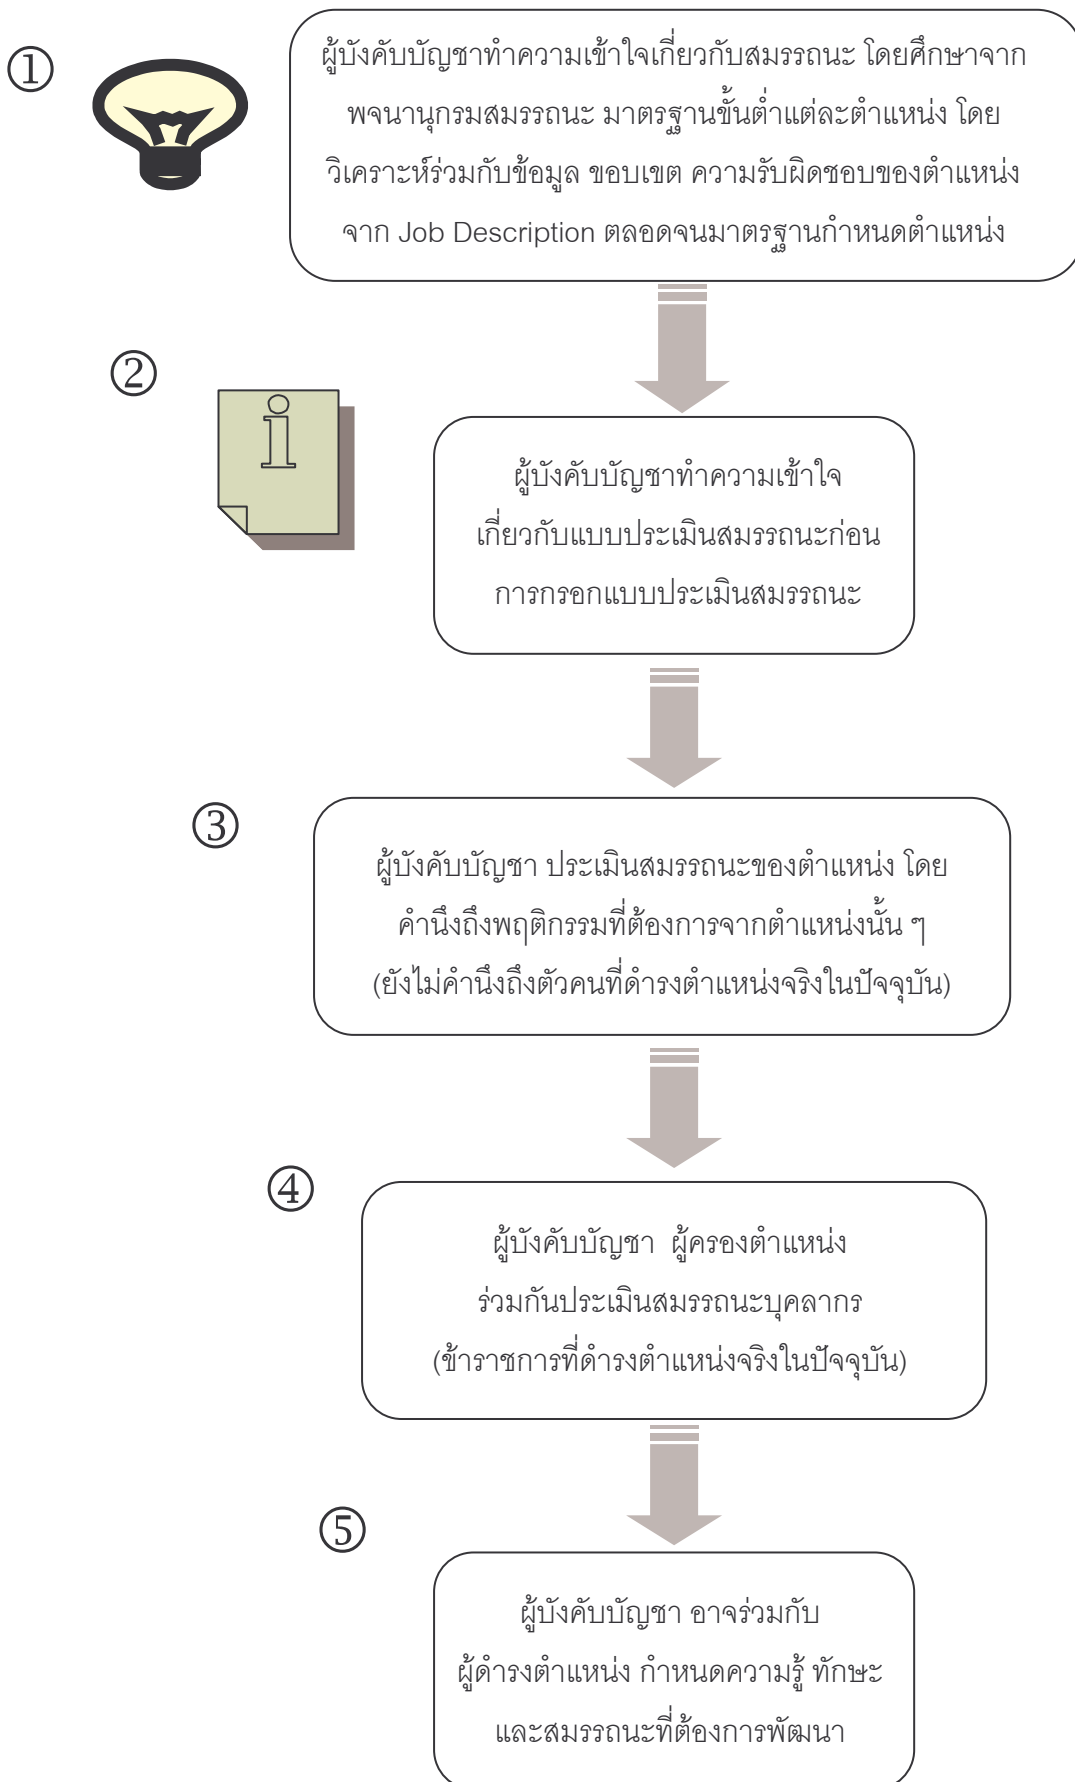 ①
ผู้บังคับบัญชาทำความเข้าใจเกี่ยวกับสมรรถนะ โดยศึกษาจาก
พจนานุกรมสมรรถนะ มาตรฐานขั้นต่ำแต่ละตำแหน่ง โดย
วิเคราะห์ร่วมกับข้อมูล ขอบเขต ความรับผิดชอบของตำแหน่ง
จาก Job Description ตลอดจนมาตรฐานกำหนดตำแหน่ง
②
i
ผู้บังคับบัญชาทำความเข้าใจ
เกี่ยวกับแบบประเมินสมรรถนะก่อน
การกรอกแบบประเมินสมรรถนะ
③
ผู้บังคับบัญชา ประเมินสมรรถนะของตำแหน่ง โดย
คำนึงถึงพฤติกรรมที่ต้องการจากตำแหน่งนั้น ๆ
(ยังไม่คำนึงถึงตัวคนที่ดำรงตำแหน่งจริงในปัจจุบัน)
④
ผู้บังคับบัญชา ผู้ครองตำแหน่ง
ร่วมกันประเมินสมรรถนะบุคลากร
(ข้าราชการที่ดำรงตำแหน่งจริงในปัจจุบัน)
⑤
ผู้บังคับบัญชา อาจร่วมกับ
ผู้ดำรงตำแหน่ง กำหนดความรู้ ทักษะ
และสมรรถนะที่ต้องการพัฒนา